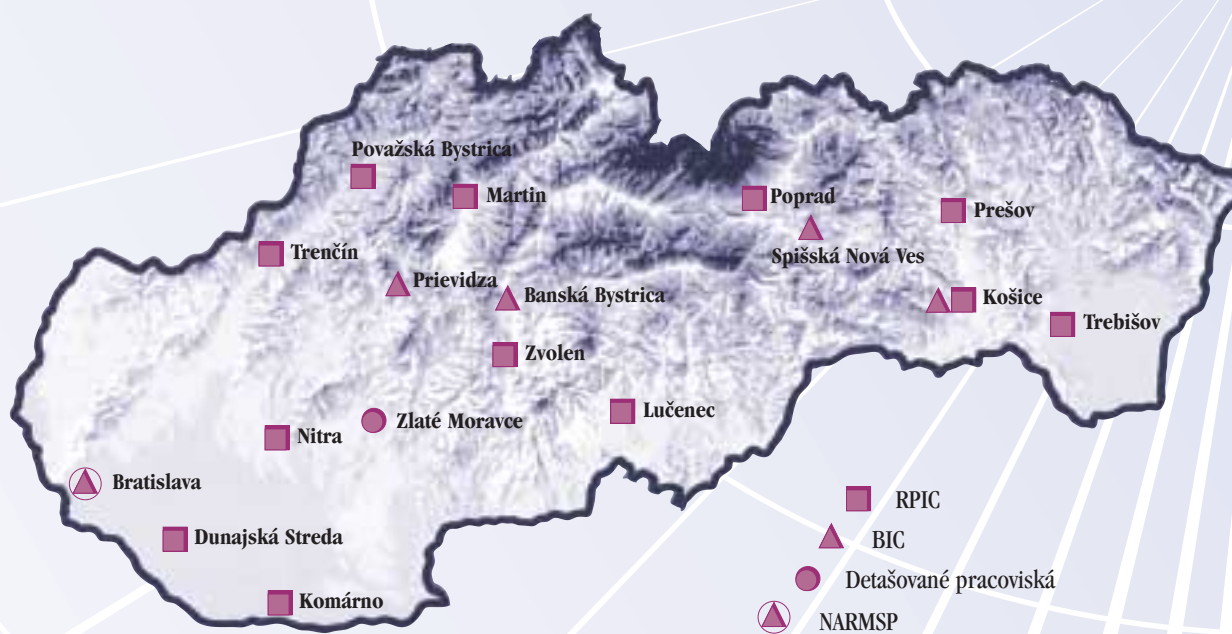 Považská Bystrica
Martin
Poprad
Prešov
Trenčín
Spišská Nová Ves
Prievidza
Banská Bystrica
Košice
Trebišov
Zvolen
Lučenec
Zlaté Moravce
Nitra
Bratislava
Dunajská Streda
Komárno
RPIC
BIC
Detašované pracoviská
NARMSP